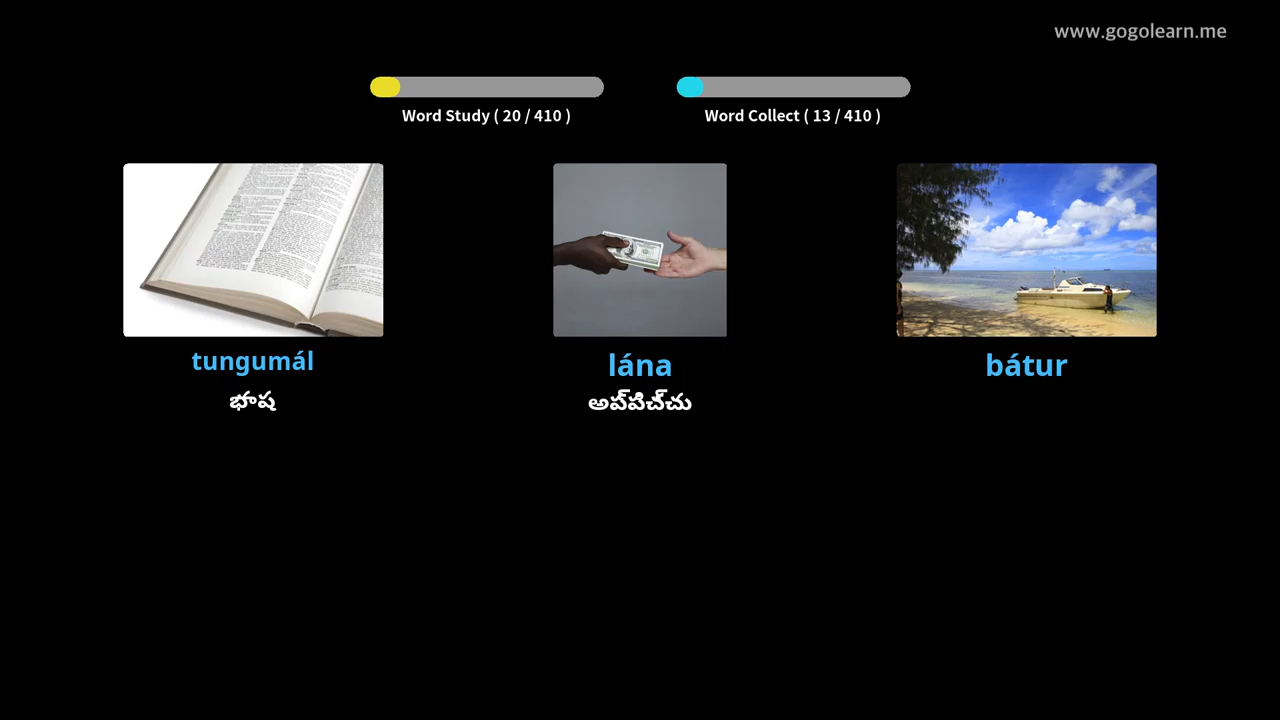 www.gogolearn.me
Word Study ( 20 / 410 )
Word Collect ( 13 / 410 )
tungumál
lána
bátur
భాష
అప్పిచ్చు